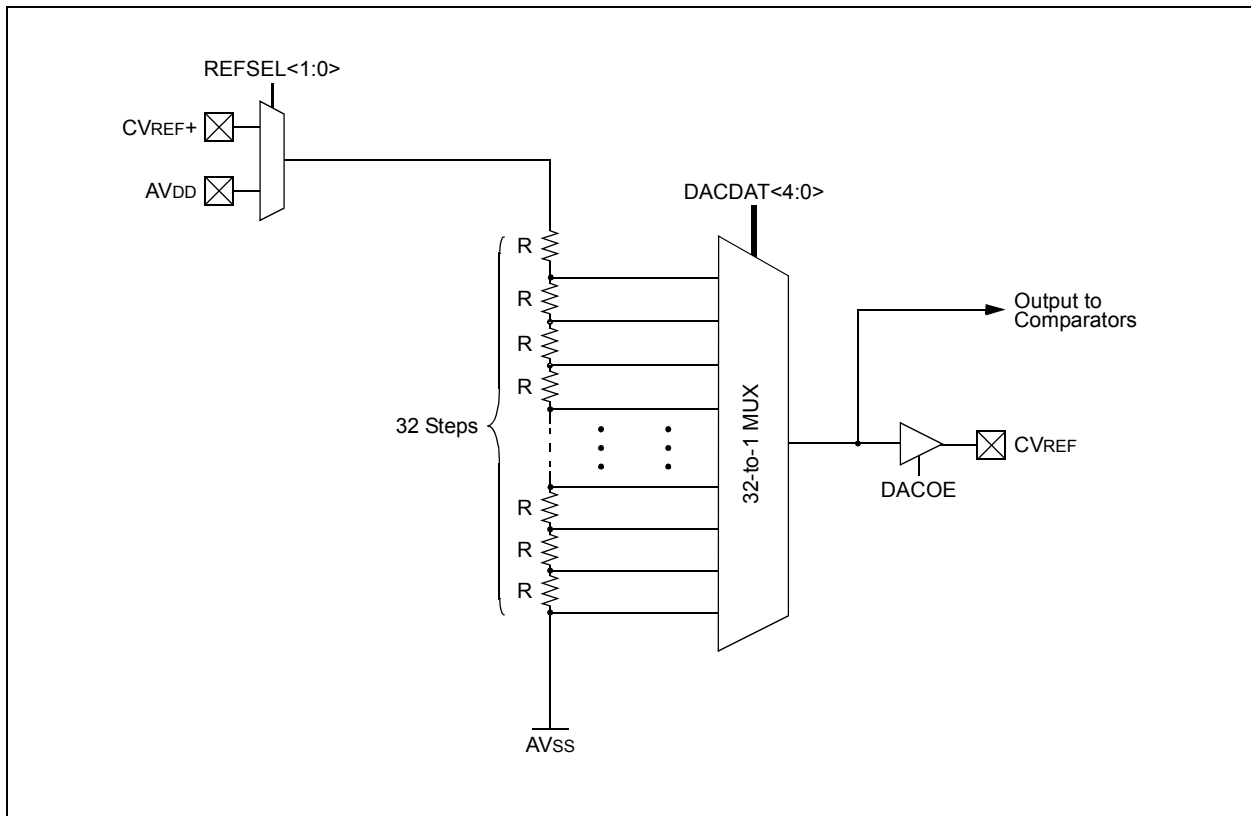 REFSEL<1:0>
CVREF+
AVDD
DACDAT<4:0>
R
R
R
R
32 Steps
R
R
R
32-to-1 MUX
Output to
Comparators
CVREF
DACOE
AVSS